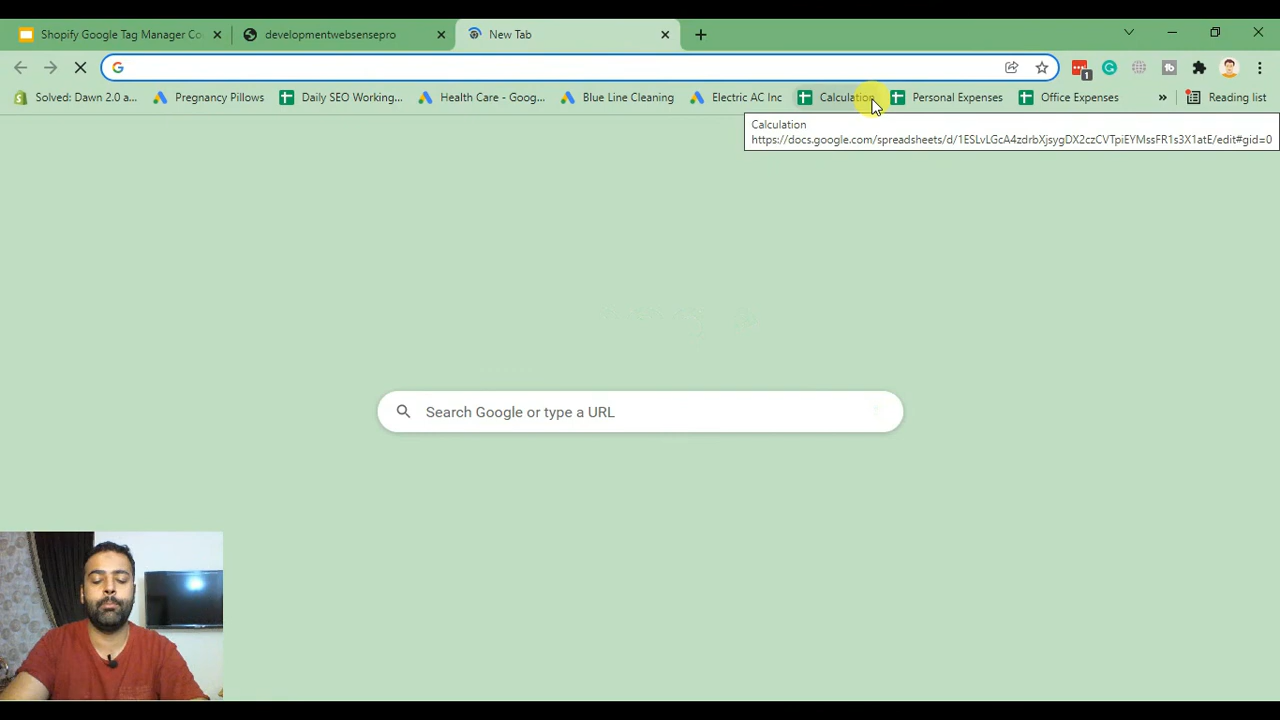 Shopify Google Tag Manager Co
developmentwebsensepro
New Tab
Solved: Dawn 2.0 a...
Pregnancy Pillows
Daily SEO Working...
Health Care - Goog...
Blue Line Cleaning
Electric AC Inc
Calculation
Personal Expenses
Office Expenses
»
Reading list
1
Calculation
https://docs.google.com/spreadsheets/d/1ESLvLGcA4zdrbXjsygDX2czCVTpiEYMssFR1s3X1atE/edit#gid=0
Search Google or type a URL